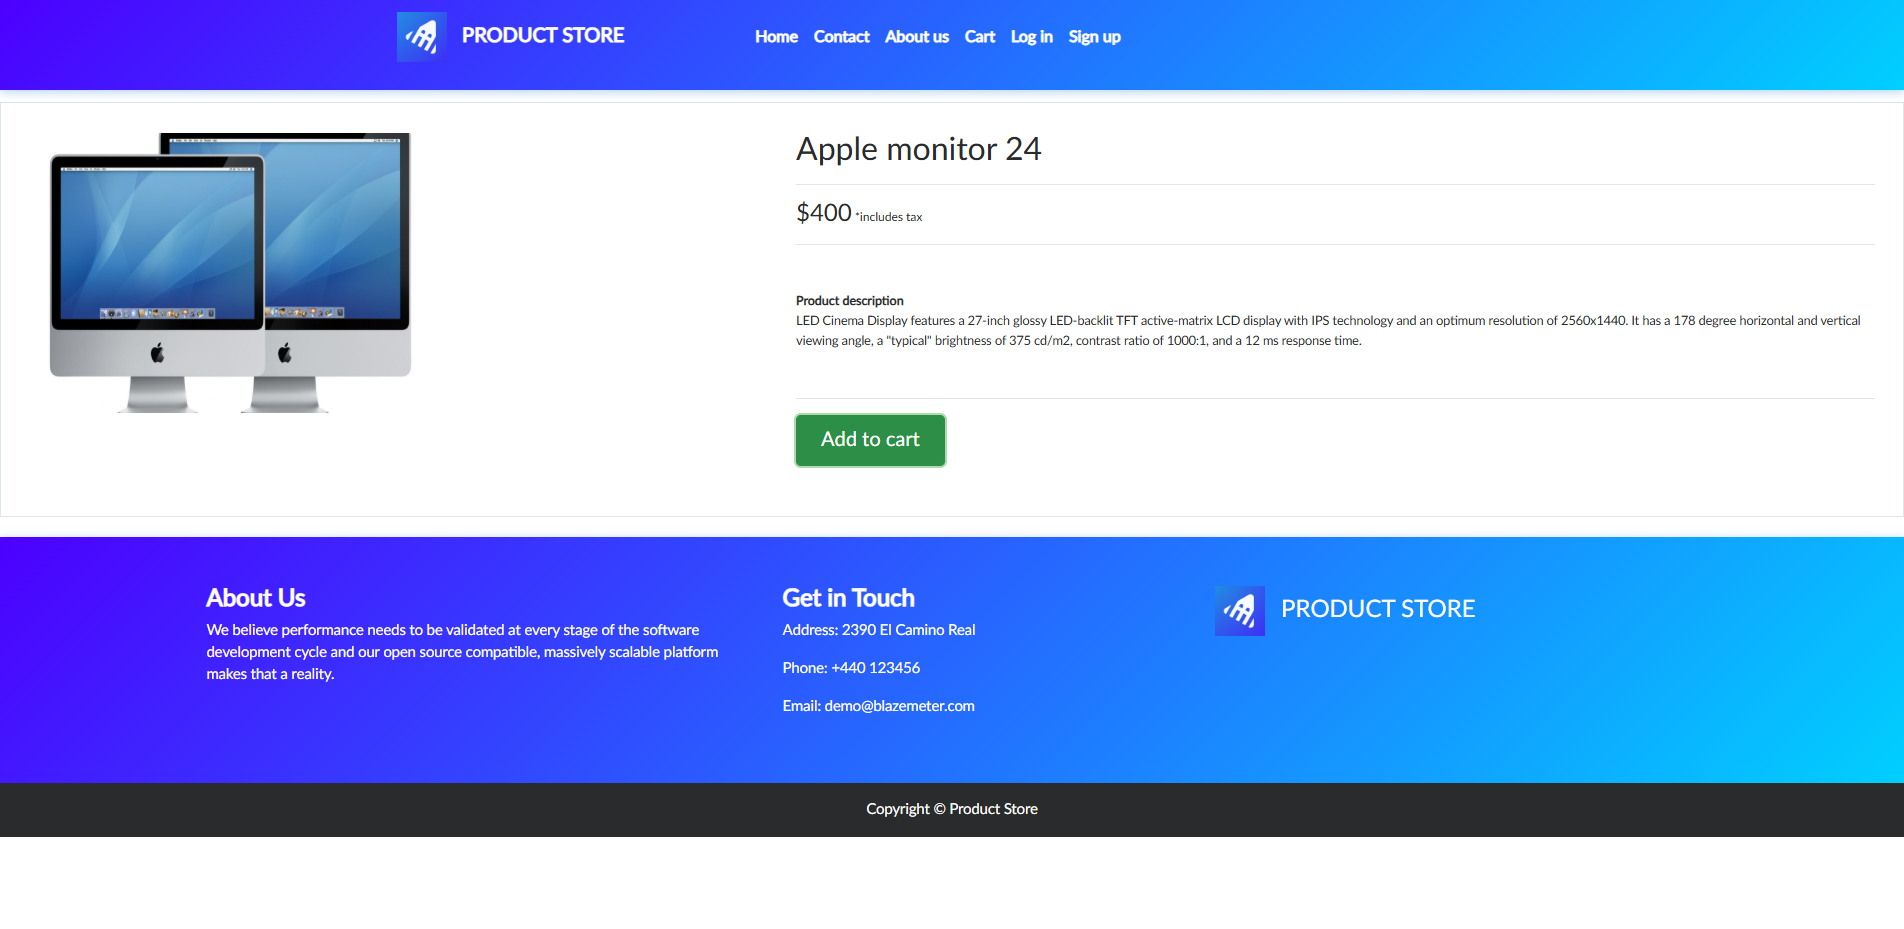 PRODUCT STORE
Home Contact About us Cart Log in Sign up
Apple monitor 24
$400 *includes tax
Product description
LED Cinema Display features a 27-inch glossy LED-backlit TFT active-matrix LCD display with IPS technology and an optimum resolution of 2560x1440. It has a 178 degree horizontal and vertical
viewing angle, a "typical" brightness of 375 cd/m2, contrast ratio of 1000:1, and a 12 ms response time.
Add to cart
About Us
We believe performance needs to be validated at every stage of the software
development cycle and our open source compatible, massively scalable platform
makes that a reality.
Get in Touch
Address: 2390 El Camino Real
Phone: +440 123456
Email: demo@blazemeter.com
PRODUCT STORE
Copyright © Product Store